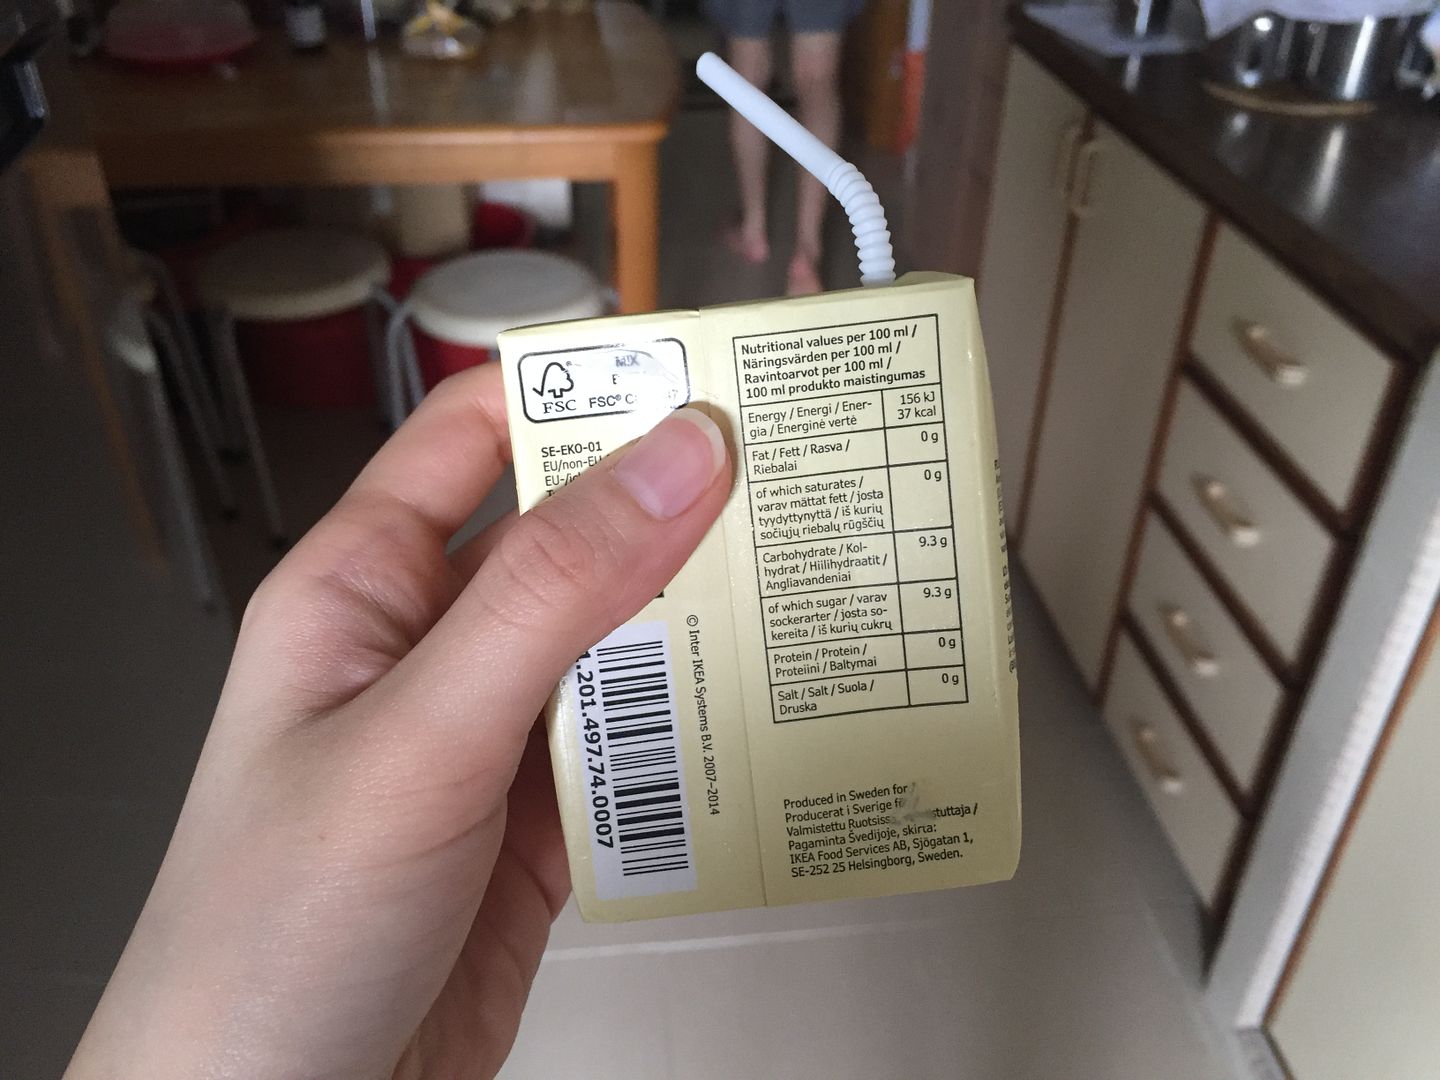 MIX
FSC
FSC® C
SE-EKO-01
EU/non-EU
© Inter IKEA Systems B.V. 2007–2014
.201.497.74.0007
Nutritional values per 100 ml /
Näringsvärden per 100 ml /
Ravintoarvot per 100 ml /
100 ml produkto maistingumas
Energy / Energi / Ener-
gia / Energinė vertė
156 kJ
37 kcal
Fat / Fett / Rasva /
Riebalai
0 g
of which saturates /
varav mättat fett / josta
tyydyttynyttä / iš kurių
sočiųjų riebalų rūgščių
0 g
Carbohydrate / Kol-
hydrat / Hiilihydraatit /
Angliavandeniai
9.3 g
of which sugar / varav
sockerarter / josta so-
kereita / iš kurių cukrų
9.3 g
Protein / Protein /
Proteiini / Baltymai
0 g
Salt / Salt / Suola /
Druska
0 g
Produced in Sweden for
Producerat i Sverige
Valmistettu
Pagaminta Švedijoje, skirta:
IKEA Food Services AB, Sjögatan 1,
SE-252 25 Helsingborg, Sweden.